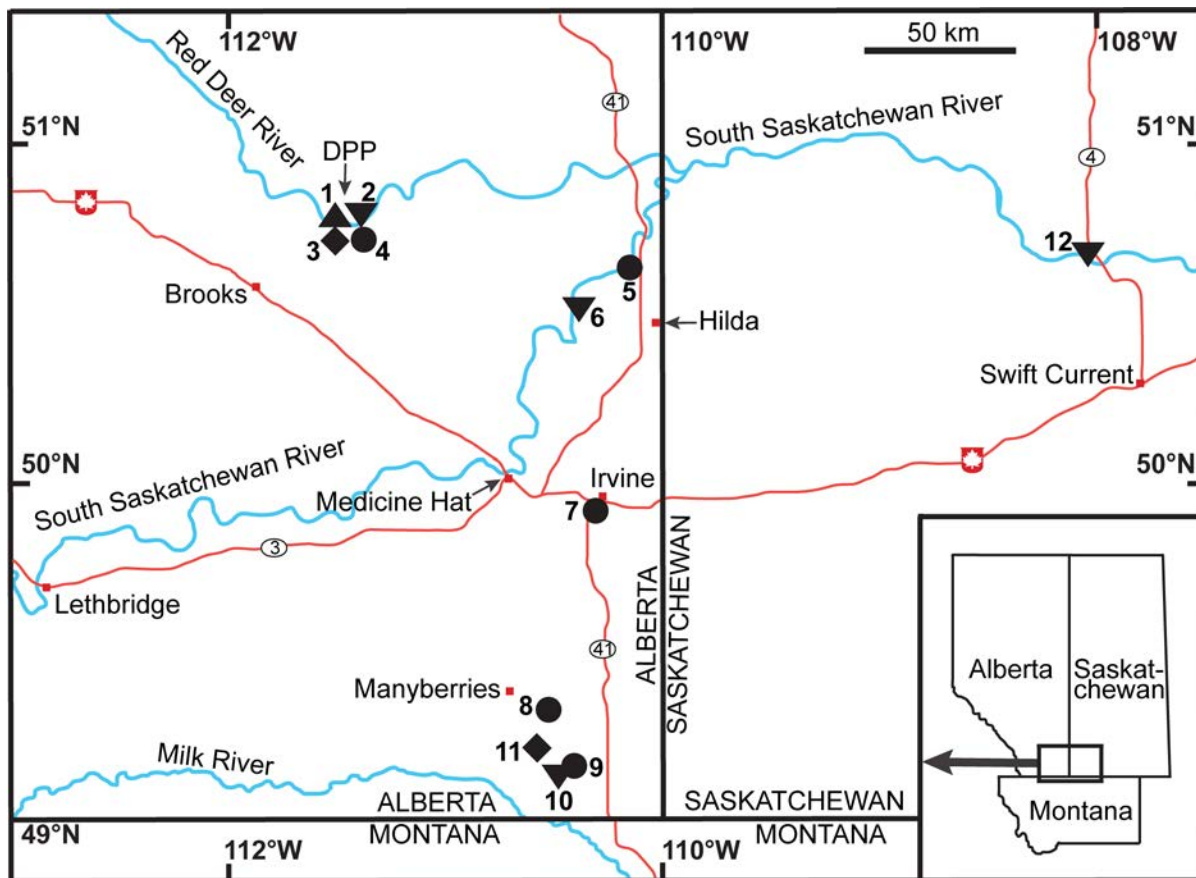 112°W
110°W
50 km
108°W
Red Deer River
41
South Saskatchewan River
51°N
51°N
DPP
4
1
2
3
4
12
5
Brooks
6
Hilda
Swift Current
50°N
50°N
South Saskatchewan River
Medicine Hat
Irvine
7
3
Lethbridge
ALBERTA
SASKATCHEWAN
41
Alberta
Saskat-
chewan
Manyberries
8
11
9
10
Milk River
Montana
ALBERTA
SASKATCHEWAN
49°N
MONTANA
MONTANA
112°W
110°W